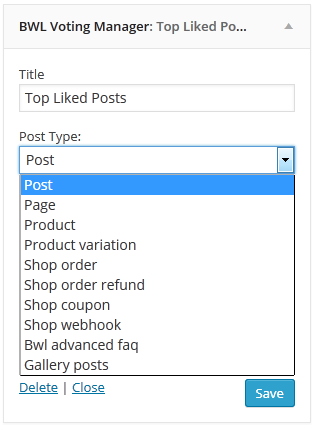 BWL Voting Manager: Top Liked Po...
Title
Top Liked Posts
Post Type:
Post
Post
Page
Product
Product variation
Shop order
Shop order refund
Shop coupon
Shop webhook
Bwl advanced faq
Gallery posts
Delete | Close
Save